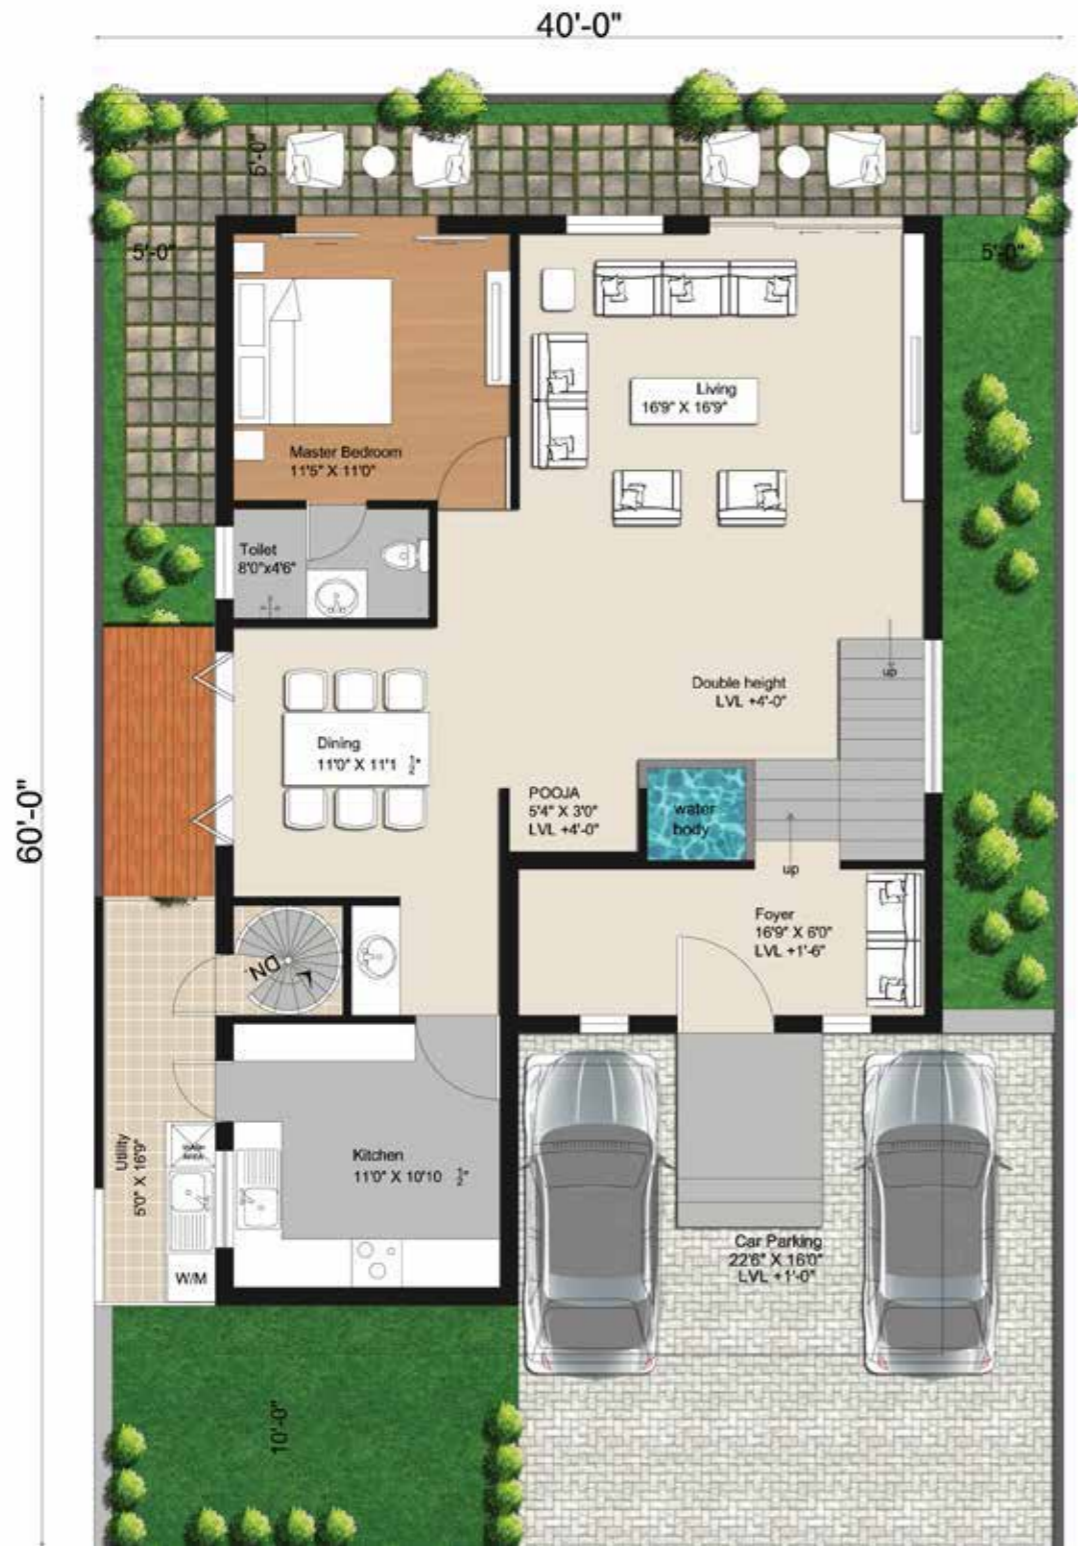 40'-0"
5'-0"
5'-0"
5'-0"
Living
16'9" X 16'9"
Master Bedroom
11'5" X 11'0"
Toilet
8'0"x4'6"
up
Double height
LVL +4'-0"
Dining
11'0" X 11'1 ½"
60'-0"
POOJA
5'4" X 3'0"
LVL +4'-0"
water
body
up
Foyer
16'9" X 6'0"
LVL +1'-6"
DN
Utility
5'0" X 16'9"
Kitchen
11'0" X 10'10 ½"
W/M
Car Parking
22'6" X 16'0"
LVL +1'-0"
10'-0"